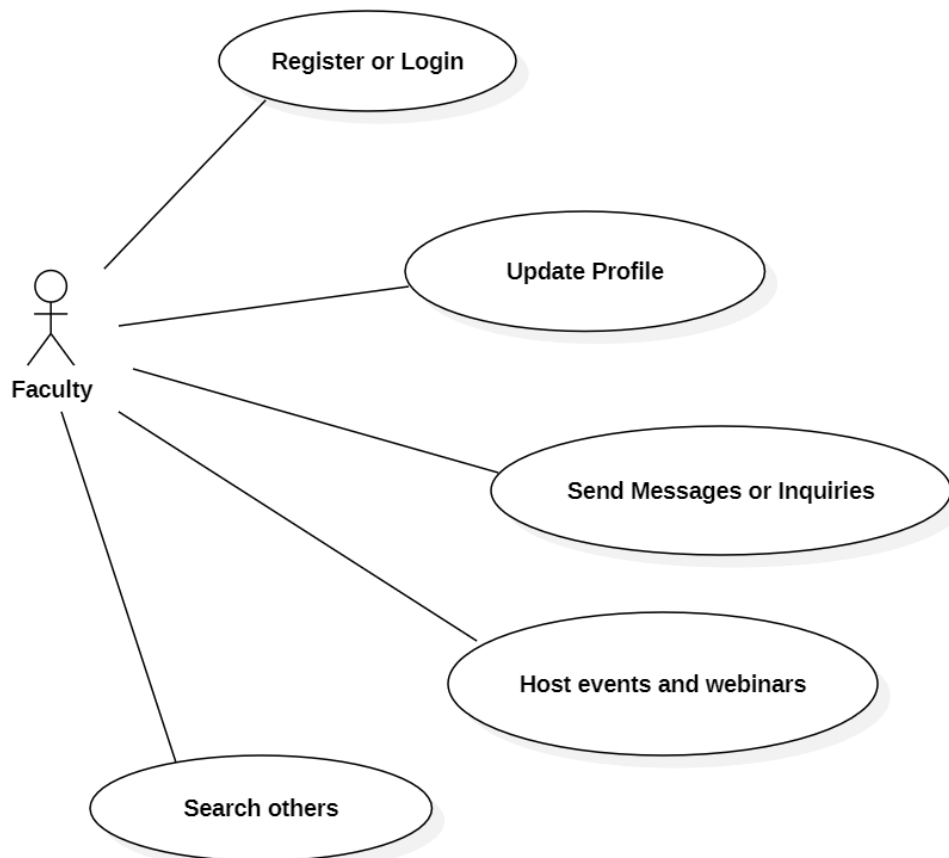 Register or Login
Update Profile
Faculty
Send Messages or Inquiries
Host events and webinars
Search others